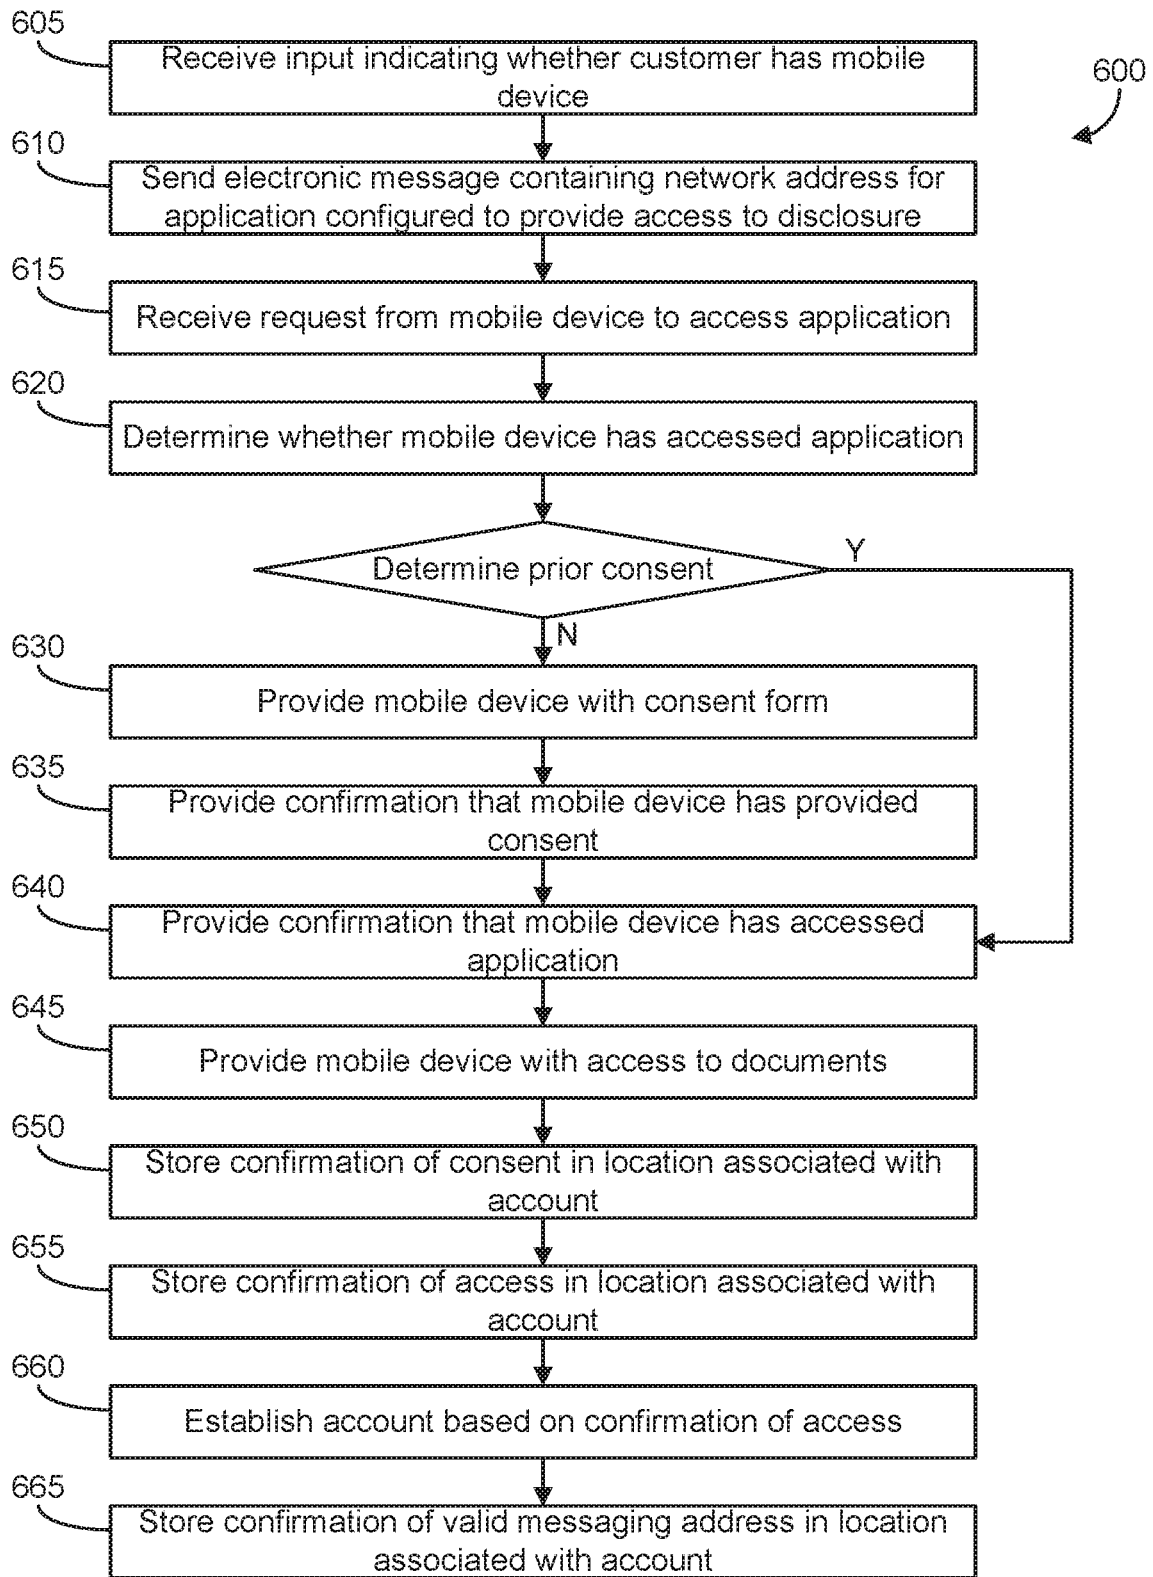 605
Receive input indicating whether customer has mobile
device
600
610
Send electronic message containing network address for
application configured to provide access to disclosure
615
Receive request from mobile device to access application
620
Determine whether mobile device has accessed application
Determine prior consent
Y
N
630
Provide mobile device with consent form
635
Provide confirmation that mobile device has provided
consent
640
Provide confirmation that mobile device has accessed
application
645
Provide mobile device with access to documents
650
Store confirmation of consent in location associated with
account
655
Store confirmation of access in location associated with
account
660
Establish account based on confirmation of access
665
Store confirmation of valid messaging address in location
associated with account